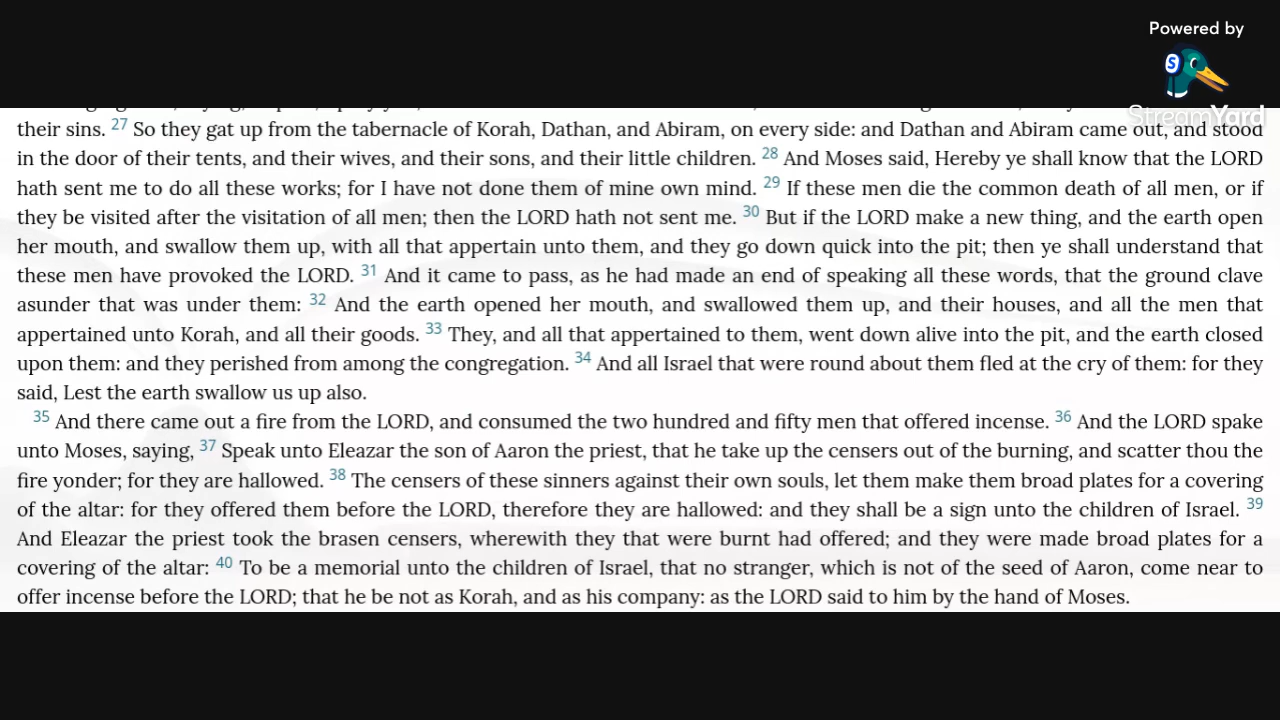 Powered by
StreamYard
their sins. 27 So they gat up from the tabernacle of Korah, Dathan, and Abiram, on every side: and Dathan and Abiram came out, and stood
in the door of their tents, and their wives, and their sons, and their little children. 28 And Moses said, Hereby ye shall know that the LORD
hath sent me to do all these works; for I have not done them of mine own mind. 29 If these men die the common death of all men, or if
they be visited after the visitation of all men; then the LORD hath not sent me. 30 But if the LORD make a new thing, and the earth open
her mouth, and swallow them up, with all that appertain unto them, and they go down quick into the pit; then ye shall understand that
these men have provoked the LORD. 31 And it came to pass, as he had made an end of speaking all these words, that the ground clave
asunder that was under them: 32 And the earth opened her mouth, and swallowed them up, and their houses, and all the men that
appertained unto Korah, and all their goods. 33 They, and all that appertained to them, went down alive into the pit, and the earth closed
upon them: and they perished from among the congregation. 34 And all Israel that were round about them fled at the cry of them: for they
said, Lest the earth swallow us up also.
35 And there came out a fire from the LORD, and consumed the two hundred and fifty men that offered incense. 36 And the LORD spake
unto Moses, saying, 37 Speak unto Eleazar the son of Aaron the priest, that he take up the censers out of the burning, and scatter thou the
fire yonder; for they are hallowed. 38 The censers of these sinners against their own souls, let them make them broad plates for a covering
of the altar: for they offered them before the LORD, therefore they are hallowed: and they shall be a sign unto the children of Israel. 39
And Eleazar the priest took the brasen censers, wherewith they that were burnt had offered; and they were made broad plates for a
covering of the altar: 40 To be a memorial unto the children of Israel, that no stranger, which is not of the seed of Aaron, come near to
offer incense before the LORD; that he be not as Korah, and as his company: as the LORD said to him by the hand of Moses.